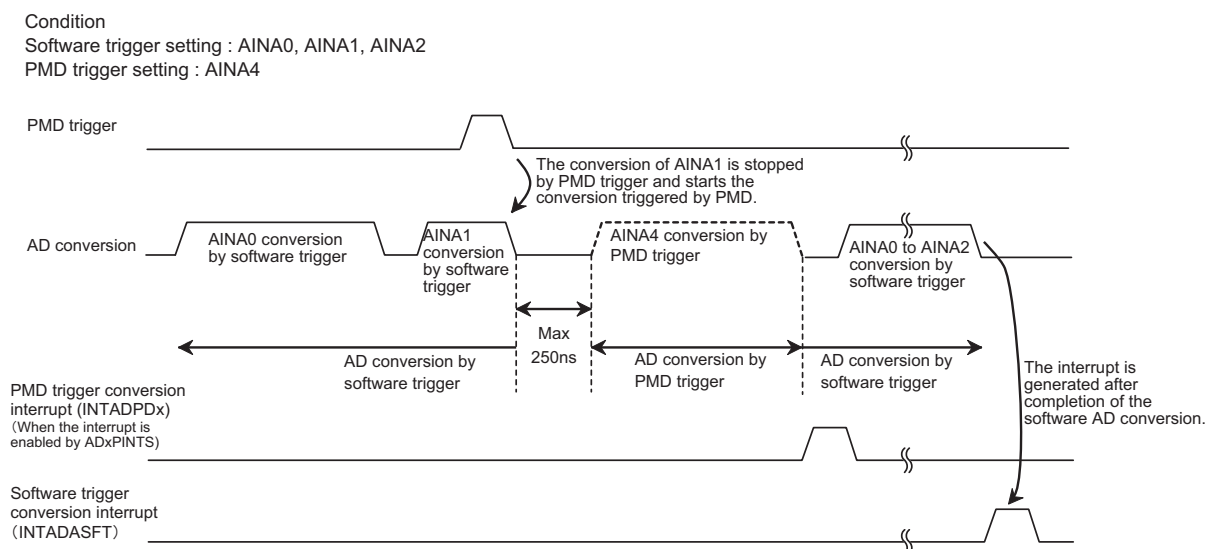 Condition
Software trigger setting : AINA0, AINA1, AINA2
PMD trigger setting : AINA4
PMD trigger
The conversion of AINA1 is stopped
by PMD trigger and starts the
conversion triggered by PMD.
AD conversion
AINA0 conversion
by software trigger
AINA1
conversion
by software
trigger
AINA4 conversion by
PMD trigger
AINA0 to AINA2
conversion by
software trigger
Max
250ns
AD conversion by
software trigger
AD conversion by
PMD trigger
AD conversion by
software trigger
The interrupt is
generated after
completion of the
software AD conversion.
PMD trigger conversion
interrupt (INTADPDx)
(When the interrupt is
enabled by ADxPINTS)
Software trigger
conversion interrupt
(INTADASFT)